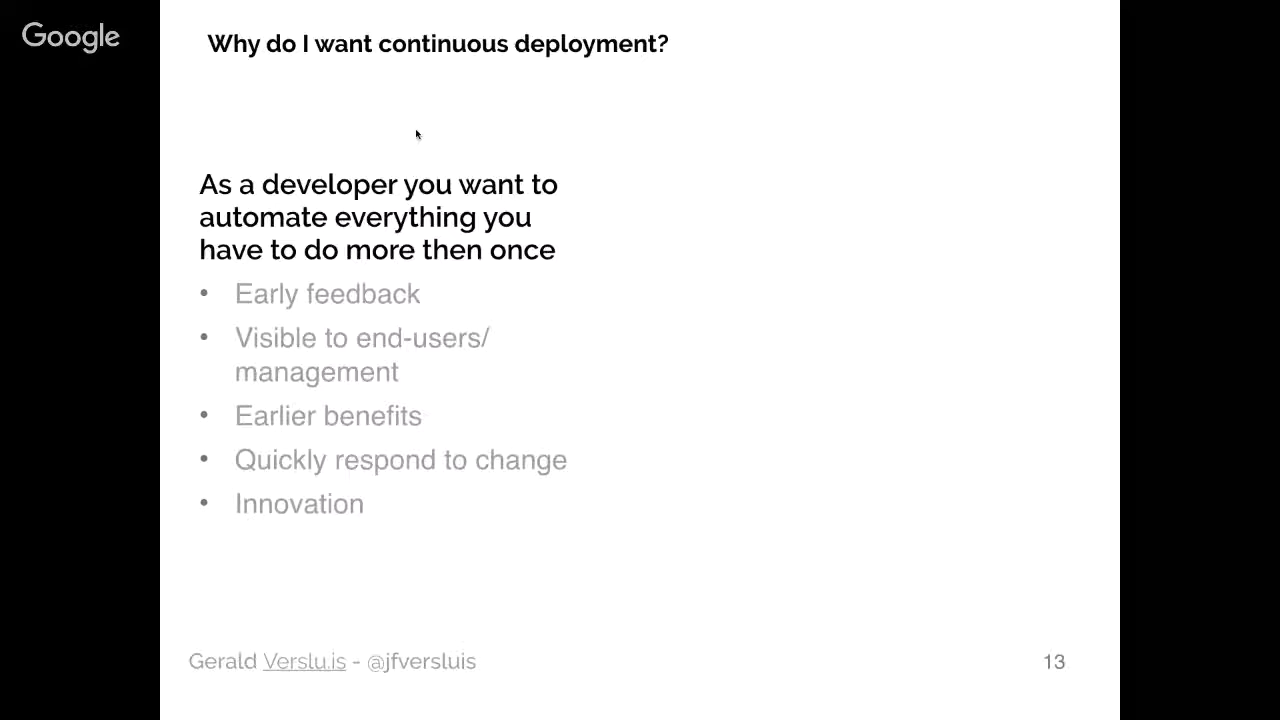 Google
Why do I want continuous deployment?
As a developer you want to
automate everything you
have to do more then once
• Early feedback
• Visible to end-users/
management
• Earlier benefits
• Quickly respond to change
• Innovation
Gerald Verslu.is - @jfversluis
13